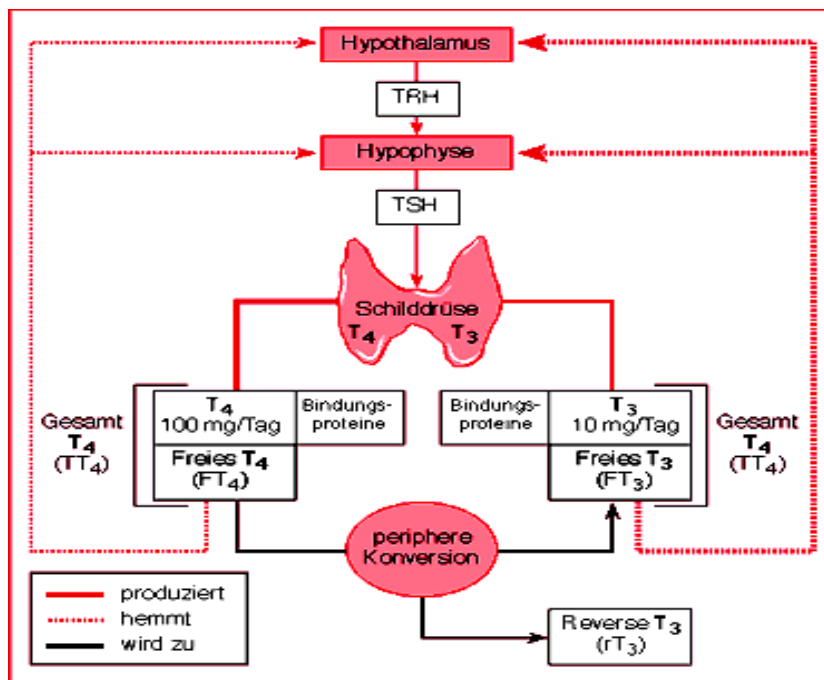 Hypothalamus
TRH
Hypophyse
TSH
Schilddrüse
T₄ T₃
Gesamt
T₄
(TT₄)
T₄
100 mg/Tag
Bindungs-
proteine
Freies T₄
(FT₄)
Bindungs-
proteine
T₃
10 mg/Tag
Freies T₃
(FT₃)
Gesamt
T₄
(TT₄)
periphere
Konversion
produziert
hemmt
wird zu
Reverse T₃
(rT₃)